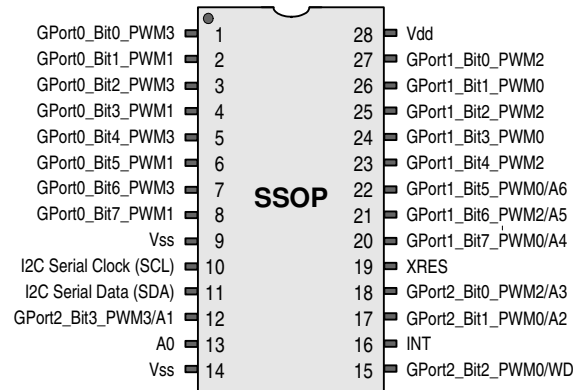 GPort0_Bit0_PWM3 1 28 Vdd
GPort0_Bit1_PWM1 2 27 GPort1_Bit0_PWM2
GPort0_Bit2_PWM3 3 26 GPort1_Bit1_PWM0
GPort0_Bit3_PWM1 4 25 GPort1_Bit2_PWM2
GPort0_Bit4_PWM3 5 24 GPort1_Bit3_PWM0
GPort0_Bit5_PWM1 6 23 GPort1_Bit4_PWM2
GPort0_Bit6_PWM3 7 SSOP 22 GPort1_Bit5_PWM0/A6
GPort0_Bit7_PWM1 8 21 GPort1_Bit6_PWM2/A5
Vss 9 20 GPort1_Bit7_PWM0/A4
I2C Serial Clock (SCL) 10 19 XRES
I2C Serial Data (SDA) 11 18 GPort2_Bit0_PWM2/A3
GPort2_Bit3_PWM3/A1 12 17 GPort2_Bit1_PWM0/A2
A0 13 16 INT
Vss 14 15 GPort2_Bit2_PWM0/WD